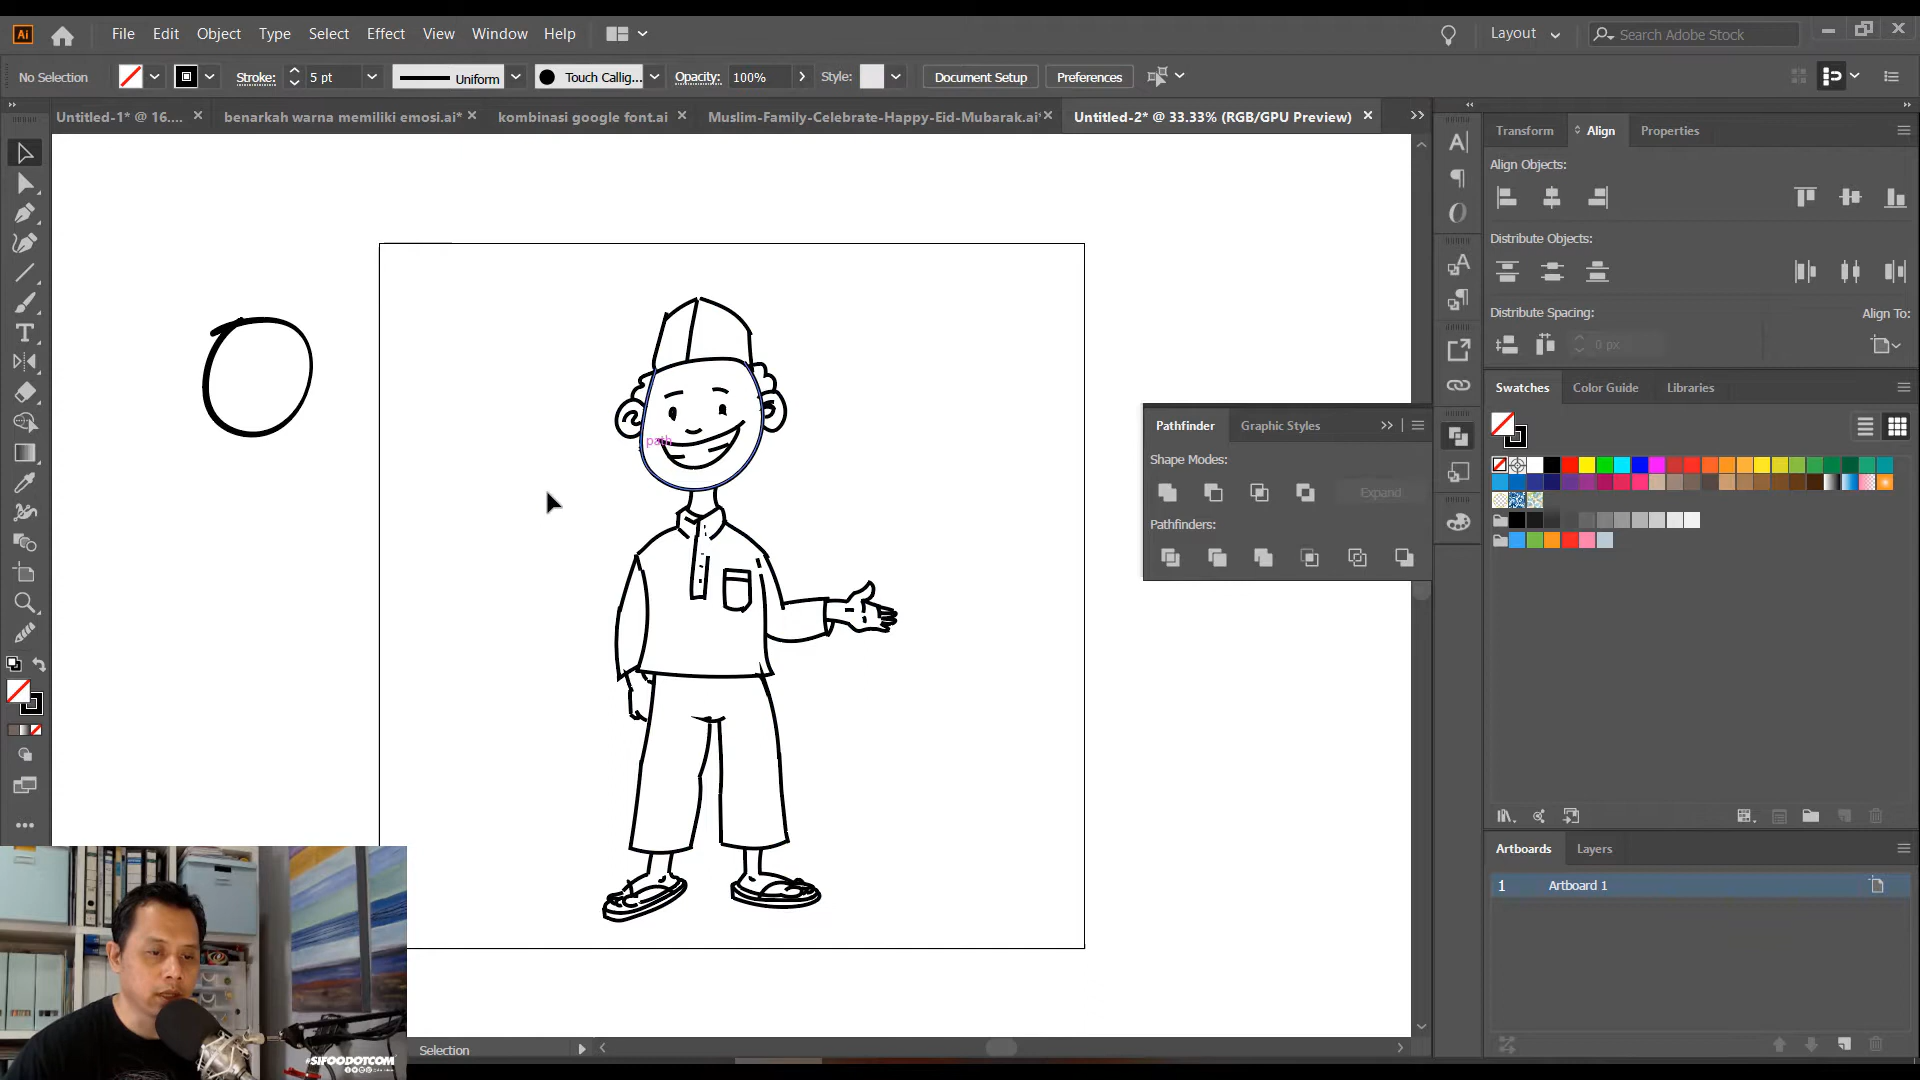 Ai File Edit Object Type Select Effect View Window Help Layout Search Adobe Stock
No Selection Stroke: 5 pt Uniform Touch Callig... Opacity: 100% Style: Document Setup Preferences
Untitled-1* @ 16.... benarkah warna memiliki emosi.ai* kombinasi google font.ai Muslim-Family-Celebrate-Happy-Eid-Mubarak.ai* Untitled-2* @ 33.33% (RGB/GPU Preview)
Transform Align Properties
Align Objects:
Distribute Objects:
Distribute Spacing: Align To:
0 px
Swatches Color Guide Libraries
Pathfinder Graphic Styles
Shape Modes:
Expand
Pathfinders:
path
Artboards Layers
1 Artboard 1
Selection
#SIFOODOTCOM